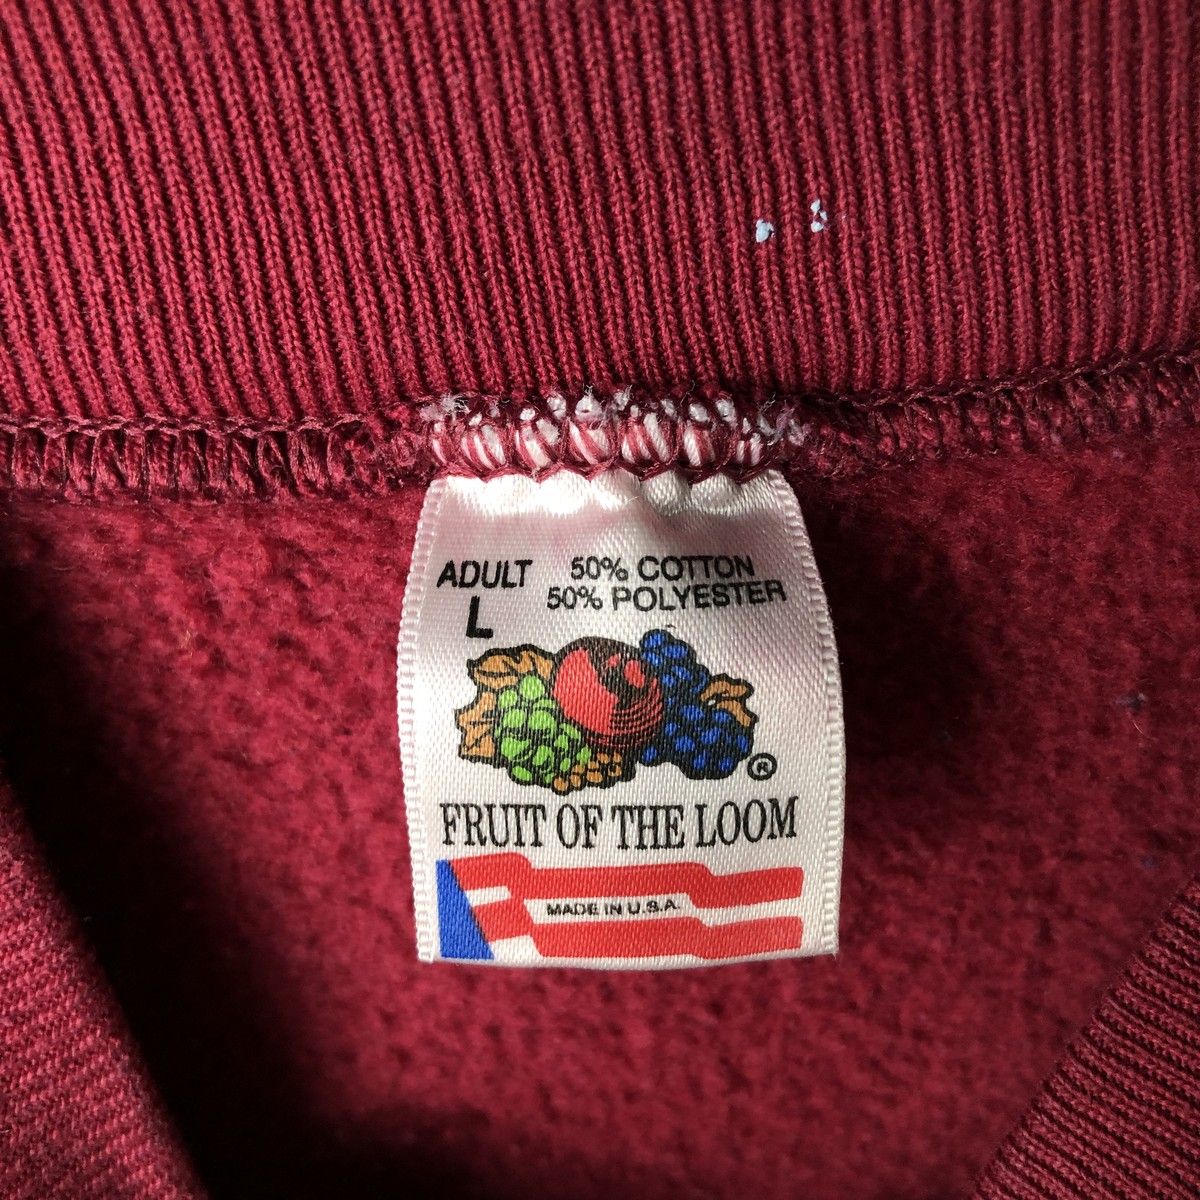 ADULT
L
50% COTTON
50% POLYESTER
®
FRUIT OF THE LOOM
MADE IN U.S.A.